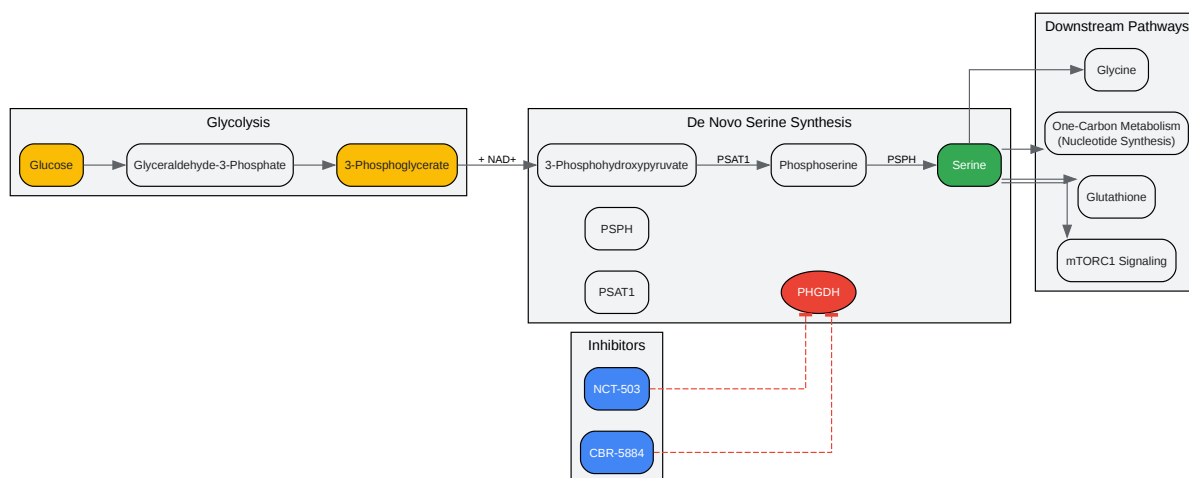 Downstream Pathways
Glycine
One-Carbon Metabolism
(Nucleotide Synthesis)
Glutathione
mTORC1 Signaling
Glycolysis
Glucose
Glyceraldehyde-3-Phosphate
3-Phosphoglycerate
+ NAD+
De Novo Serine Synthesis
3-Phosphohydroxypyruvate
PSAT1
Phosphoserine
PSPH
Serine
PSPH
PSAT1
PHGDH
Inhibitors
NCT-503
CBR-5884